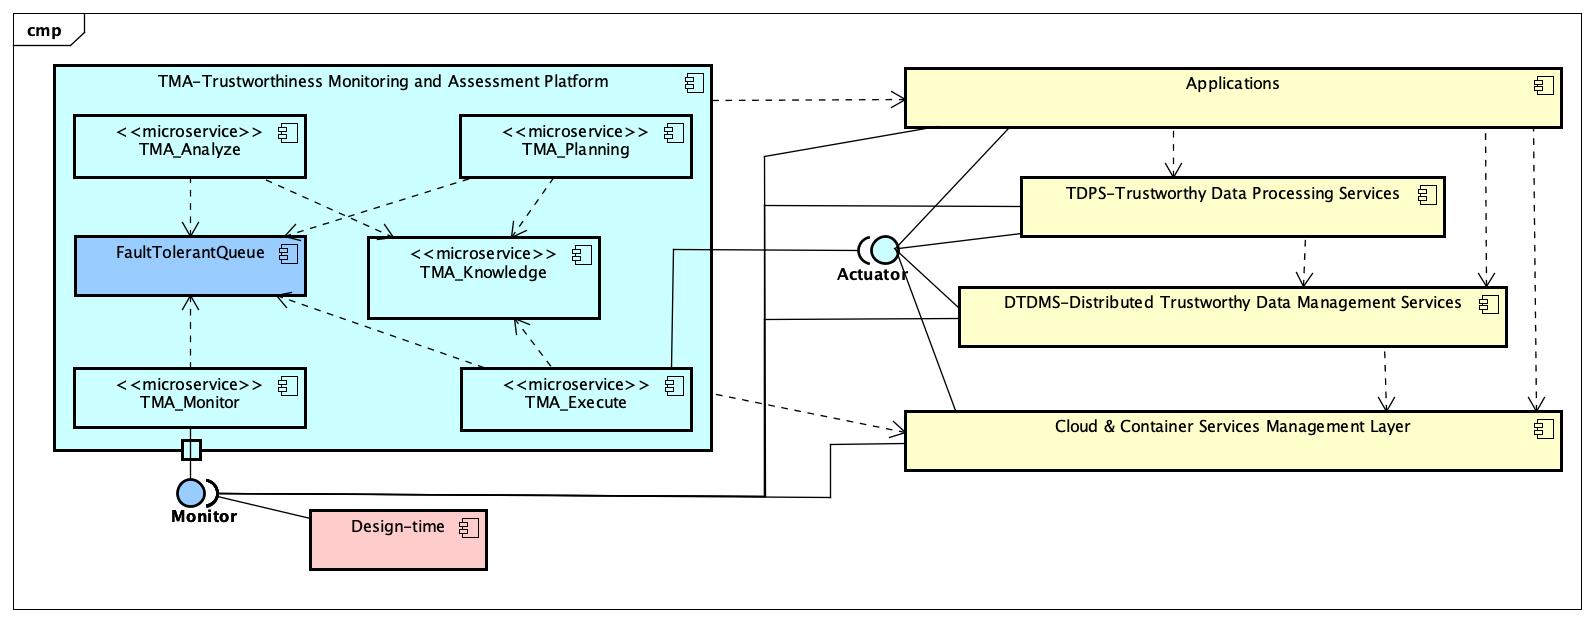 cmp
TMA-Trustworthiness Monitoring and Assessment Platform
Applications
<<microservice>>
TMA_Analyze
<<microservice>>
TMA_Planning
TDPS-Trustworthy Data Processing Services
FaultTolerantQueue
<<microservice>>
TMA_Knowledge
Actuator
DTDMS-Distributed Trustworthy Data Management Services
<<microservice>>
TMA_Monitor
<<microservice>>
TMA_Execute
Cloud & Container Services Management Layer
Monitor
Design-time